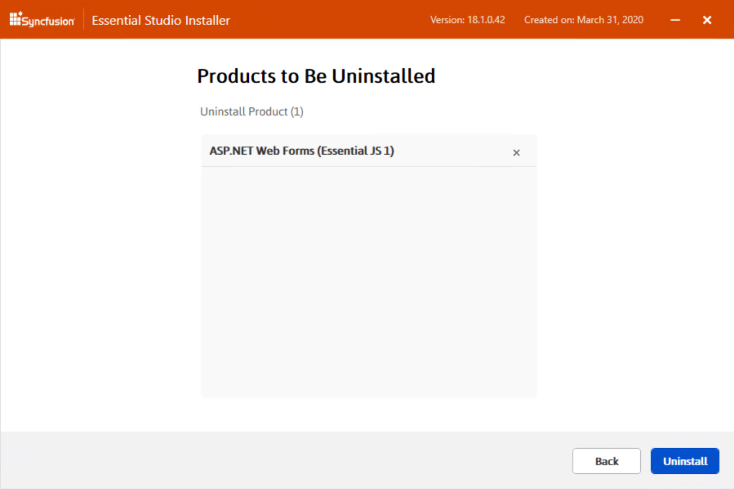 Syncfusion Essential Studio Installer Version: 18.1.0.42 Created on: March 31, 2020
Products to Be Uninstalled
Uninstall Product (1)
ASP.NET Web Forms (Essential JS 1)
Back Uninstall